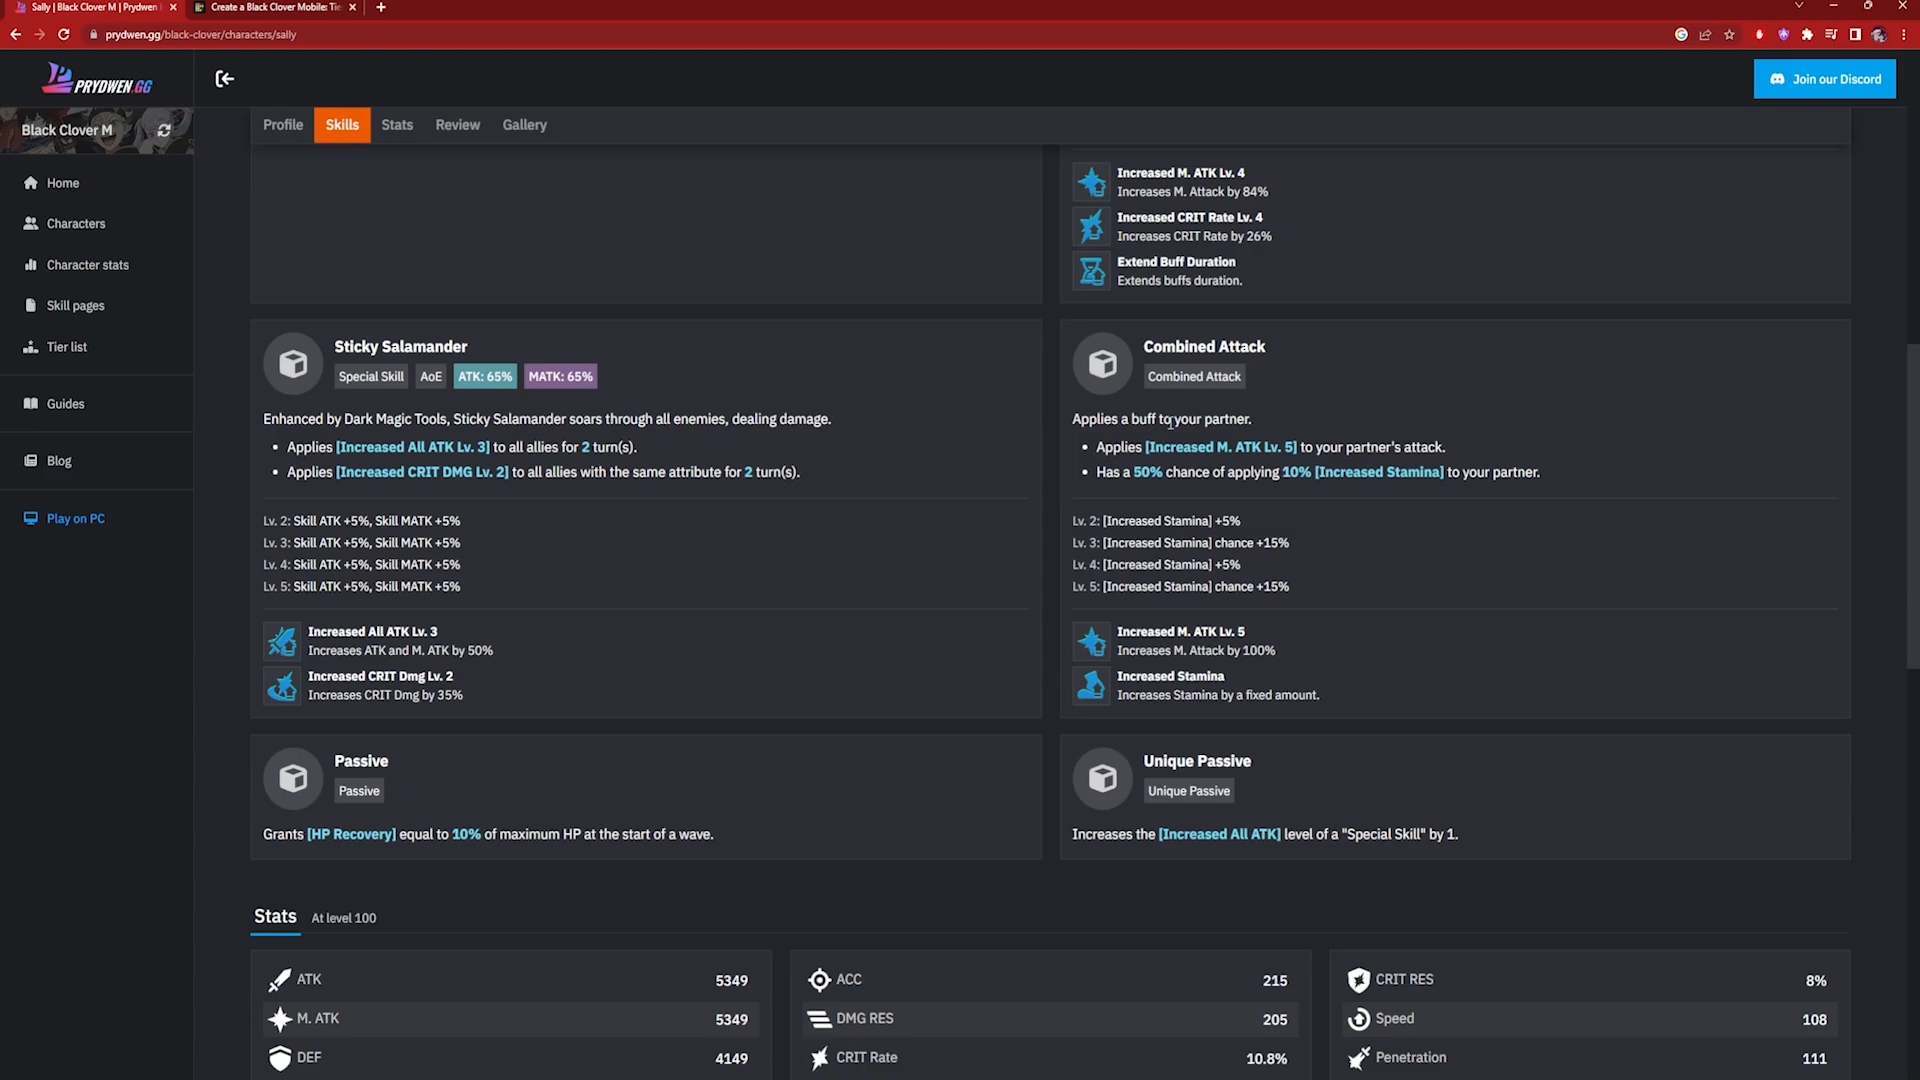 Sally | Black Clover M | Prydwen
Create a Black Clover Mobile: Tie
prydwen.gg/black-clover/characters/sally
PRYDWEN.GG
Join our Discord
Black Clover M
Profile
Skills
Stats
Review
Gallery
Home
Characters
Character stats
Skill pages
Tier list
Guides
Blog
Play on PC
Increased M. ATK Lv. 4
Increases M. Attack by 84%
Increased CRIT Rate Lv. 4
Increases CRIT Rate by 26%
Extend Buff Duration
Extends buffs duration.
Sticky Salamander
Special Skill AoE ATK: 65% MATK: 65%
Enhanced by Dark Magic Tools, Sticky Salamander soars through all enemies, dealing damage.
• Applies [Increased All ATK Lv. 3] to all allies for 2 turn(s).
• Applies [Increased CRIT DMG Lv. 2] to all allies with the same attribute for 2 turn(s).
Lv. 2: Skill ATK +5%, Skill MATK +5%
Lv. 3: Skill ATK +5%, Skill MATK +5%
Lv. 4: Skill ATK +5%, Skill MATK +5%
Lv. 5: Skill ATK +5%, Skill MATK +5%
Increased All ATK Lv. 3
Increases ATK and M. ATK by 50%
Increased CRIT Dmg Lv. 2
Increases CRIT Dmg by 35%
Combined Attack
Combined Attack
Applies a buff to your partner.
• Applies [Increased M. ATK Lv. 5] to your partner's attack.
• Has a 50% chance of applying 10% [Increased Stamina] to your partner.
Lv. 2: [Increased Stamina] +5%
Lv. 3: [Increased Stamina] chance +15%
Lv. 4: [Increased Stamina] +5%
Lv. 5: [Increased Stamina] chance +15%
Increased M. ATK Lv. 5
Increases M. Attack by 100%
Increased Stamina
Increases Stamina by a fixed amount.
Passive
Passive
Grants [HP Recovery] equal to 10% of maximum HP at the start of a wave.
Unique Passive
Unique Passive
Increases the [Increased All ATK] level of a "Special Skill" by 1.
Stats At level 100
ATK 5349
M. ATK 5349
DEF 4149
ACC 215
DMG RES 205
CRIT Rate 10.8%
CRIT RES 8%
Speed 108
Penetration 111